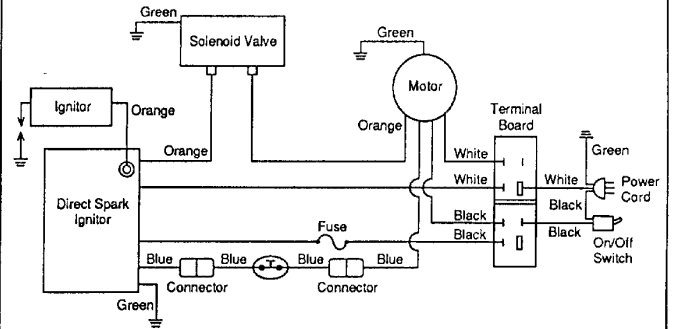 Green
Solenoid Valve
Green
Motor
Ignitor
Orange
Orange
Orange
Terminal
Board
White
Green
White
White
Power
Cord
Direct Spark
Ignitor
Black
Black
Fuse
Black
Black
On/Off
Switch
Blue
Blue
Blue
Blue
Connector
Connector
Green